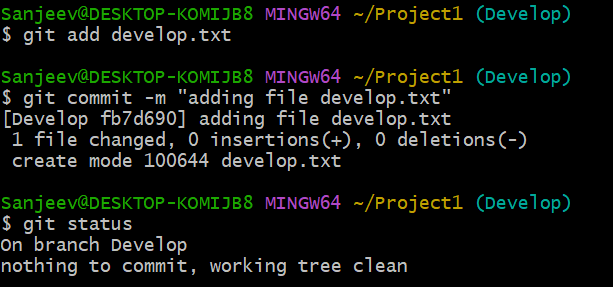 Sanjeev@DESKTOP-KOMIJB8 MINGW64 ~/Project1 (Develop)
$ git add develop.txt
Sanjeev@DESKTOP-KOMIJB8 MINGW64 ~/Project1 (Develop)
$ git commit -m "adding file develop.txt"
[Develop fb7d690] adding file develop.txt
 1 file changed, 0 insertions(+), 0 deletions(-)
 create mode 100644 develop.txt
Sanjeev@DESKTOP-KOMIJB8 MINGW64 ~/Project1 (Develop)
$ git status
On branch Develop
nothing to commit, working tree clean